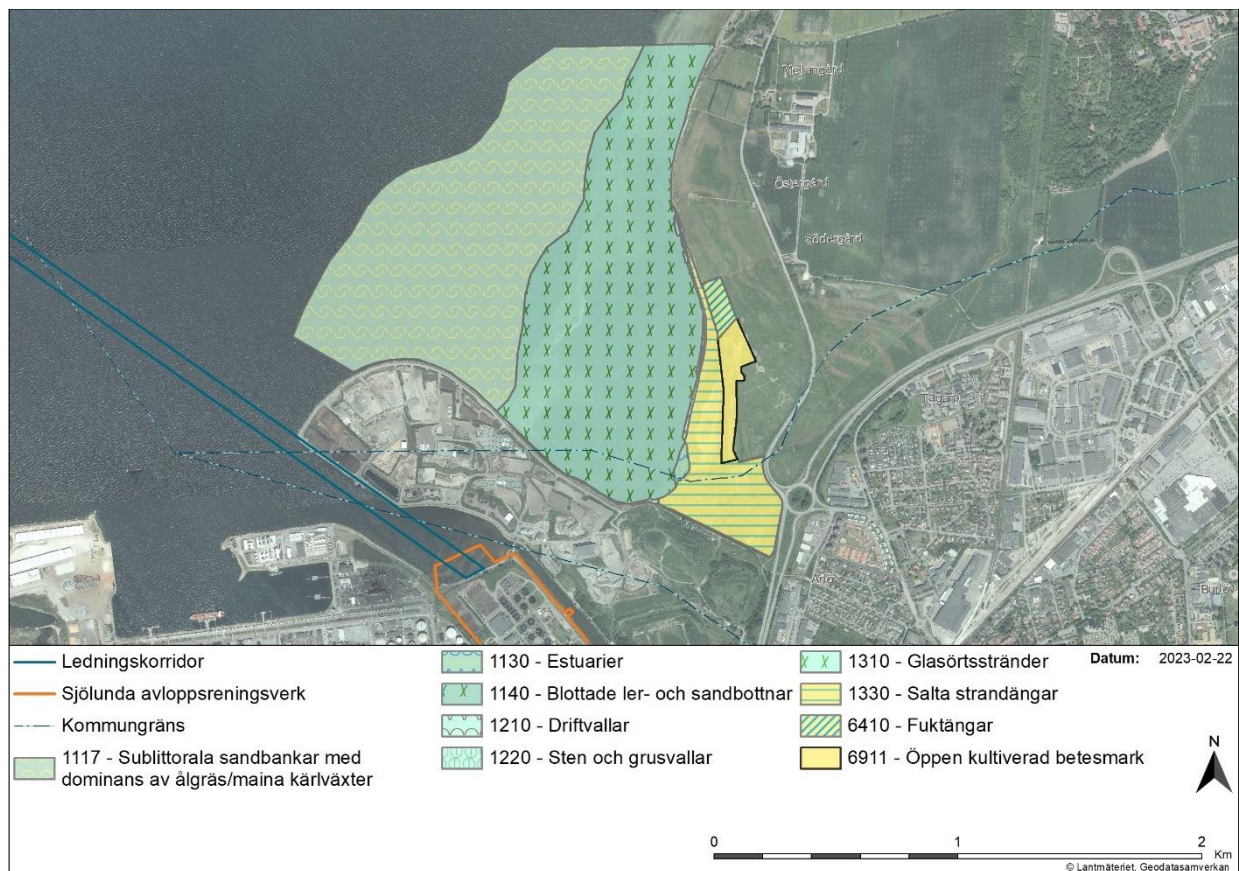 Mellangård
Östergård
Södergård
Tågarp
Arlöv
Burlöv
Ledningskorridor
Sjölunda avloppsreningsverk
Kommungräns
1117 - Sublittorala sandbankar med
dominans av ålgräs/maina kärlväxter
1130 - Estuarier
1140 - Blottade ler- och sandbottnar
1210 - Driftvallar
1220 - Sten och grusvallar
1310 - Glasörtsstränder
1330 - Salta strandängar
6410 - Fuktängar
6911 - Öppen kultiverad betesmark
Datum: 2023-02-22
N
0 1 2
Km
© Lantmäteriet, Geodatasamverkan